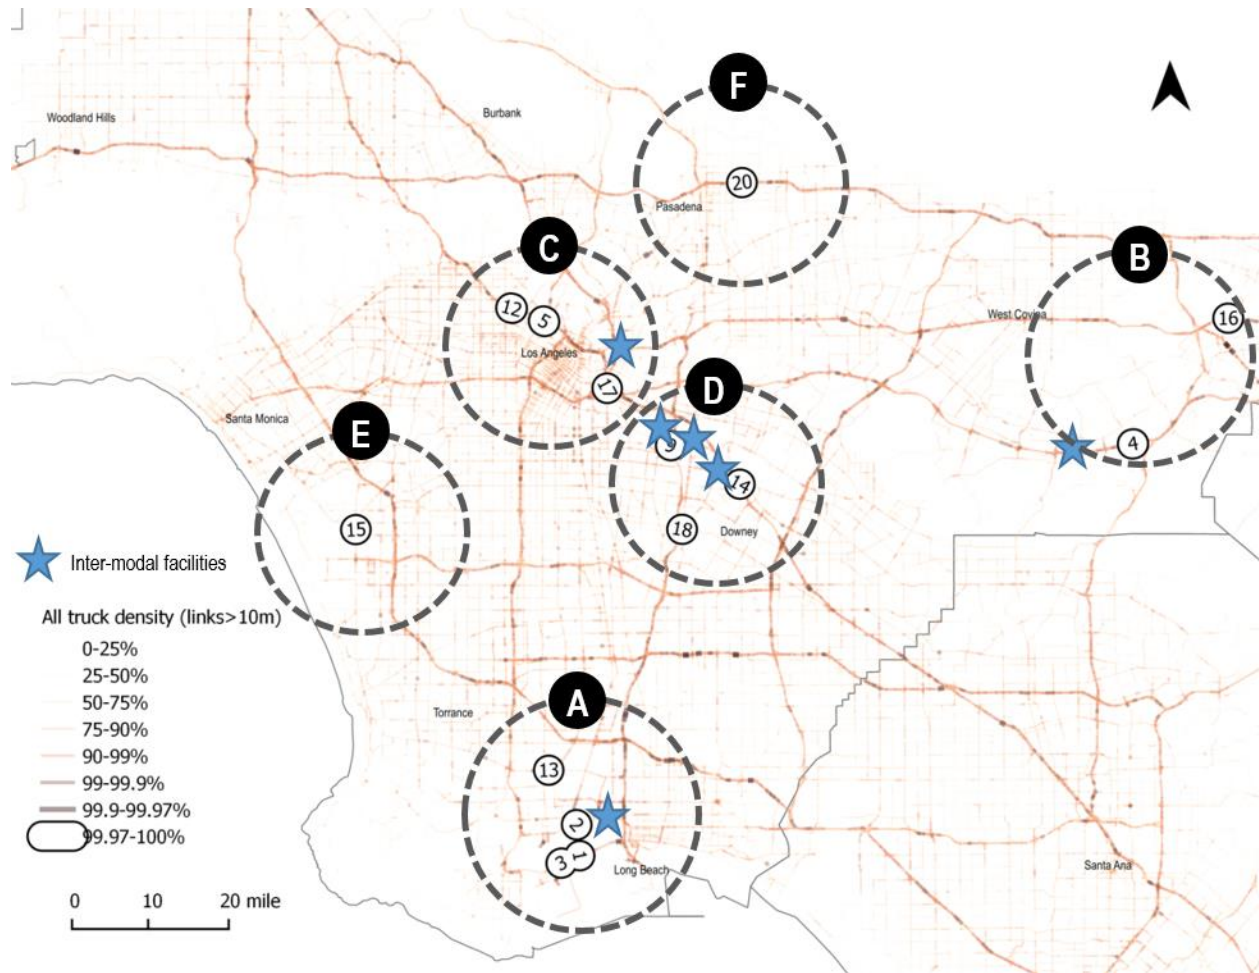 F
Woodland Hills
Burbank
20
Pasadena
C
B
12
5
West Covina
16
Los Angeles
17
D
Santa Monica
E
9
4
14
15
18
Downey
Inter-modal facilities
All truck density (links>10m)
0-25%
25-50%
50-75%
75-90%
90-99%
99-99.9%
99.9-99.97%
99.97-100%
A
Torrance
13
2
3
1
Long Beach
Santa Ana
0 10 20 mile